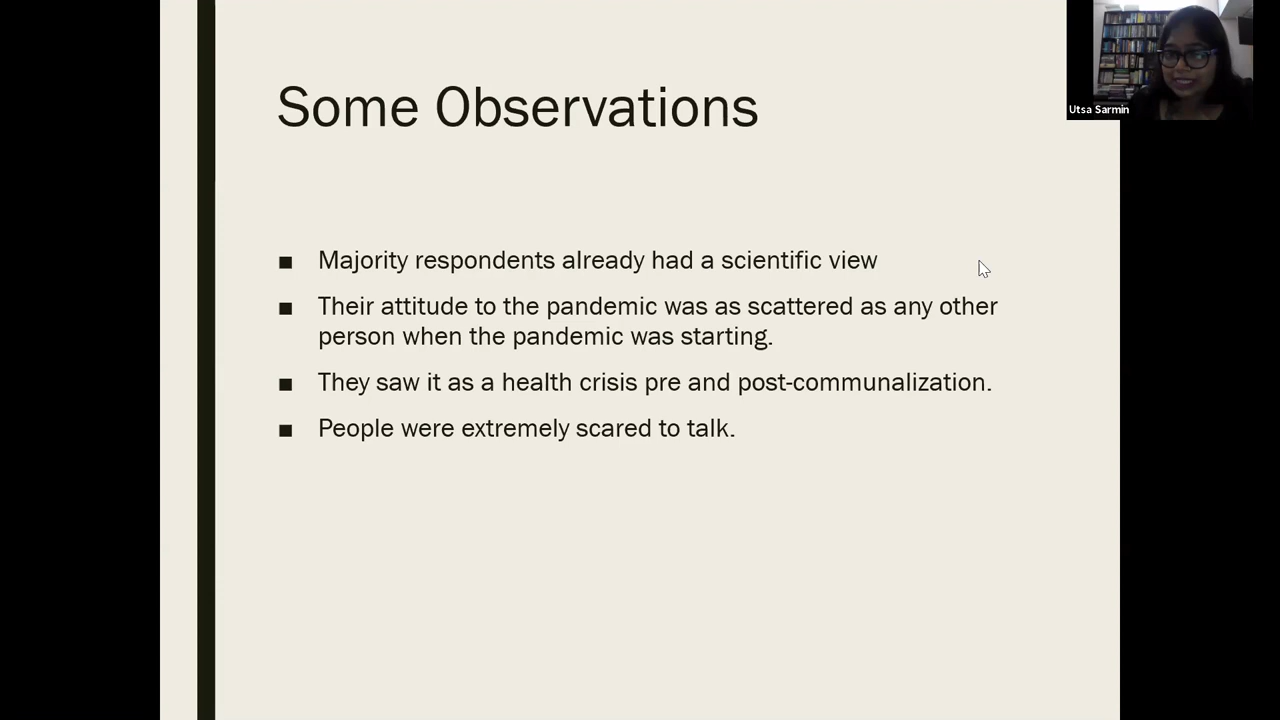 Some Observations
Utsa Sarmin
■ Majority respondents already had a scientific view
■ Their attitude to the pandemic was as scattered as any other
person when the pandemic was starting.
■ They saw it as a health crisis pre and post-communalization.
■ People were extremely scared to talk.